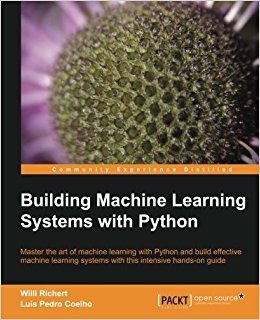 Community Experience Distilled
Building Machine Learning
Systems with Python
Master the art of machine learning with Python and build effective
machine learning systems with this intensive hands-on guide
Willi Richert
Luis Pedro Coelho
PACKT open source*
PUBLISHING